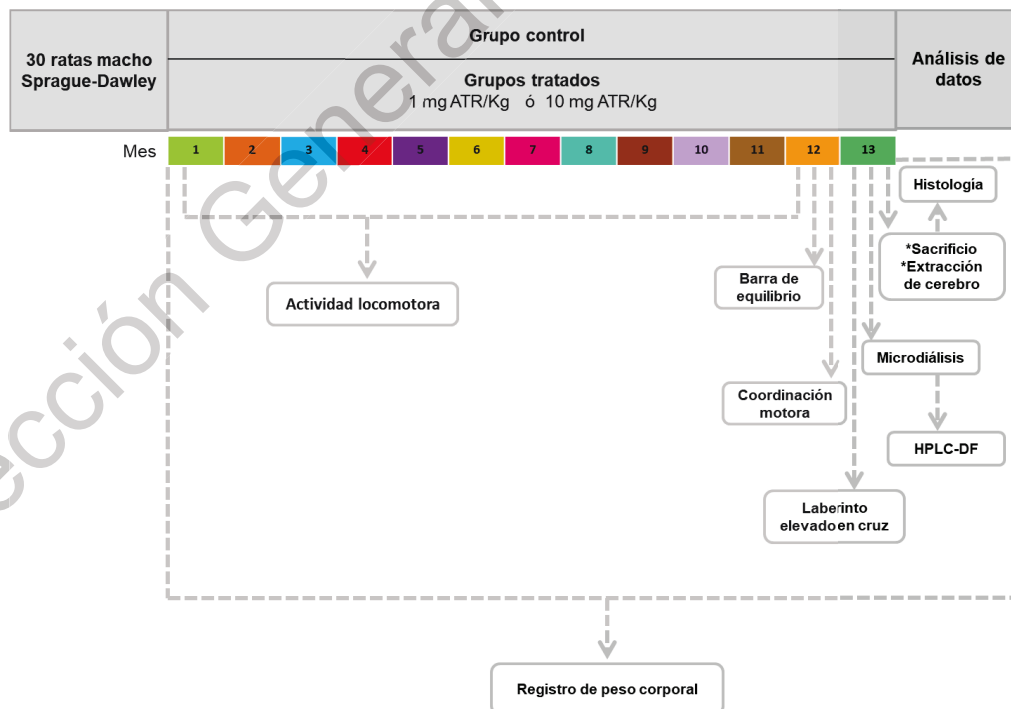 30 ratas macho
Sprague-Dawley
Grupo control
Grupos tratados
1 mg ATR/Kg ó 10 mg ATR/Kg
Análisis de
datos
Mes 1 2 3 4 5 6 7 8 9 10 11 12 13
Histología
*Sacrificio
*Extracción
de cerebro
Barra de
equilibrio
Actividad locomotora
Microdiálisis
Coordinación
motora
HPLC-DF
Laberinto
elevado en cruz
Registro de peso corporal
ección General